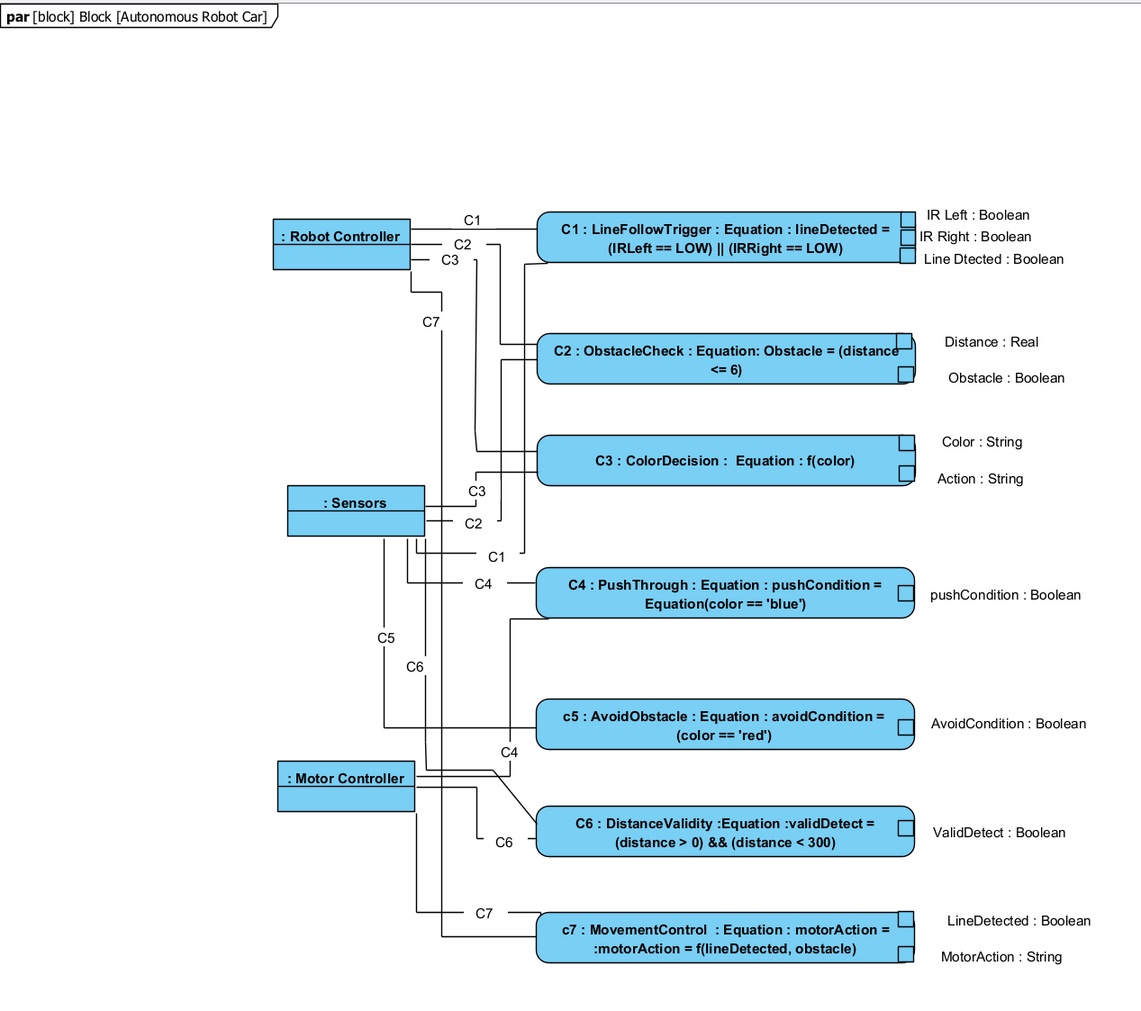 par [block] Block [Autonomous Robot Car]
IR Left : Boolean
C1
: Robot Controller
C1 : LineFollowTrigger : Equation : lineDetected =
(IRLeft == LOW) || (IRRight == LOW)
IR Right : Boolean
C2
C3
Line Dtected : Boolean
C7
Distance : Real
C2 : ObstacleCheck : Equation: Obstacle = (distance
<= 6)
Obstacle : Boolean
Color : String
C3 : ColorDecision : Equation : f(color)
Action : String
C3
: Sensors
C2
C1
C4
C4 : PushThrough : Equation : pushCondition =
Equation(color == 'blue')
pushCondition : Boolean
C5
C6
c5 : AvoidObstacle : Equation : avoidCondition =
(color == 'red')
AvoidCondition : Boolean
C4
: Motor Controller
C6 : DistanceValidity :Equation :validDetect =
(distance > 0) && (distance < 300)
ValidDetect : Boolean
C6
C7
c7 : MovementControl : Equation : motorAction =
:motorAction = f(lineDetected, obstacle)
LineDetected : Boolean
MotorAction : String